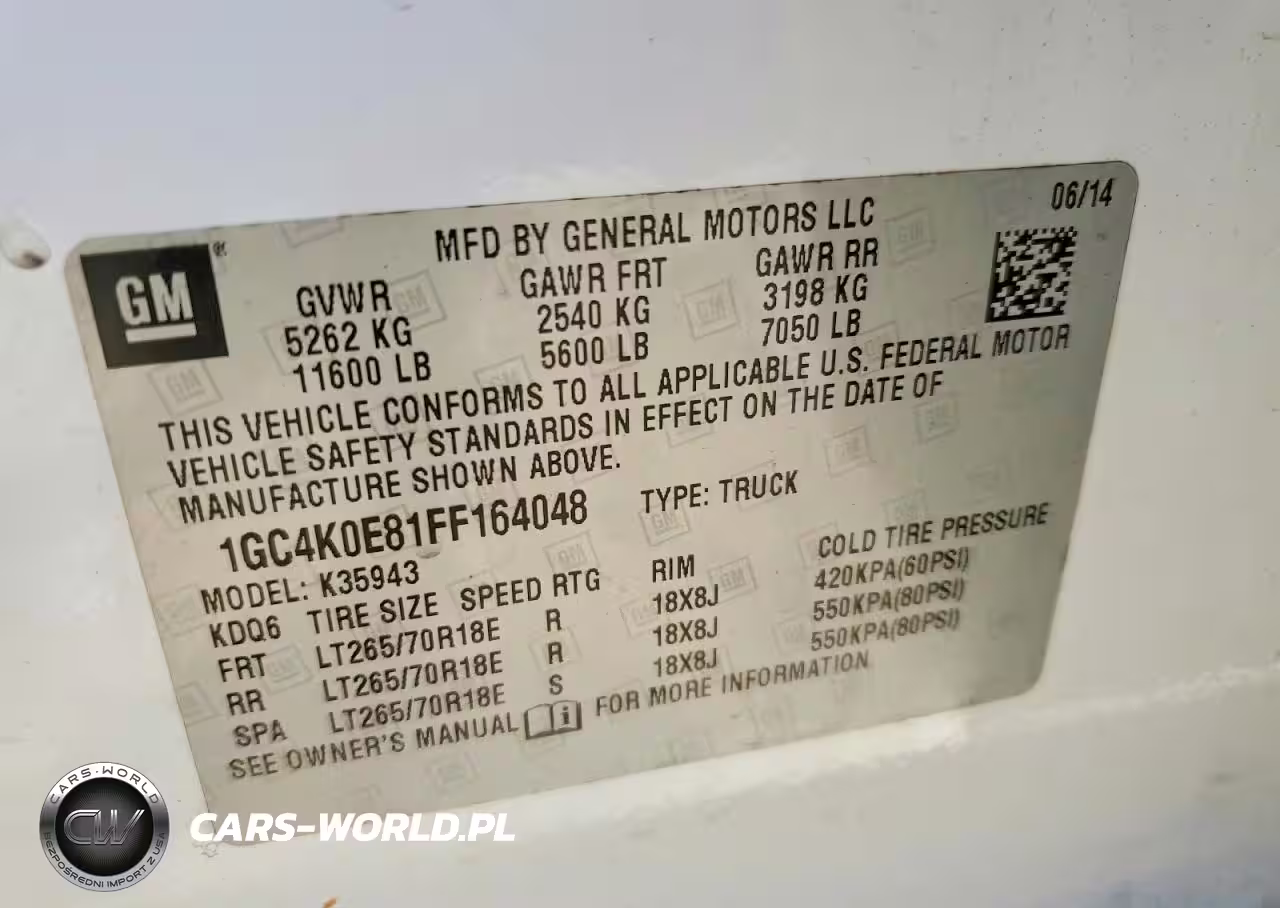 06/14
MFD BY GENERAL MOTORS LLC
GM ®
GVWR GAWR FRT GAWR RR
5262 KG 2540 KG 3198 KG
11600 LB 5600 LB 7050 LB
THIS VEHICLE CONFORMS TO ALL APPLICABLE U.S. FEDERAL MOTOR
VEHICLE SAFETY STANDARDS IN EFFECT ON THE DATE OF
MANUFACTURE SHOWN ABOVE.
1GC4K0E81FF164048 TYPE: TRUCK
MODEL: K35943
KDQ6 TIRE SIZE SPEED RTG RIM COLD TIRE PRESSURE
FRT LT265/70R18E R 18X8J 420KPA(60PSI)
RR LT265/70R18E R 18X8J 550KPA(80PSI)
SPA LT265/70R18E S 18X8J 550KPA(80PSI)
SEE OWNER'S MANUAL i FOR MORE INFORMATION
CARS-WORLD
CW
BEZPOŚREDNI IMPORT Z USA
CARS-WORLD.PL